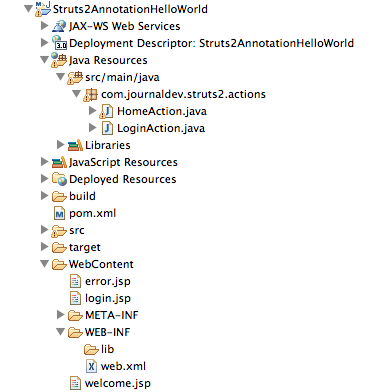 Struts2AnnotationHelloWorld
JAX-WS Web Services
Deployment Descriptor: Struts2AnnotationHelloWorld
Java Resources
src/main/java
com.journaldev.struts2.actions
HomeAction.java
LoginAction.java
Libraries
JavaScript Resources
Deployed Resources
build
pom.xml
src
target
WebContent
error.jsp
login.jsp
META-INF
WEB-INF
lib
web.xml
welcome.jsp